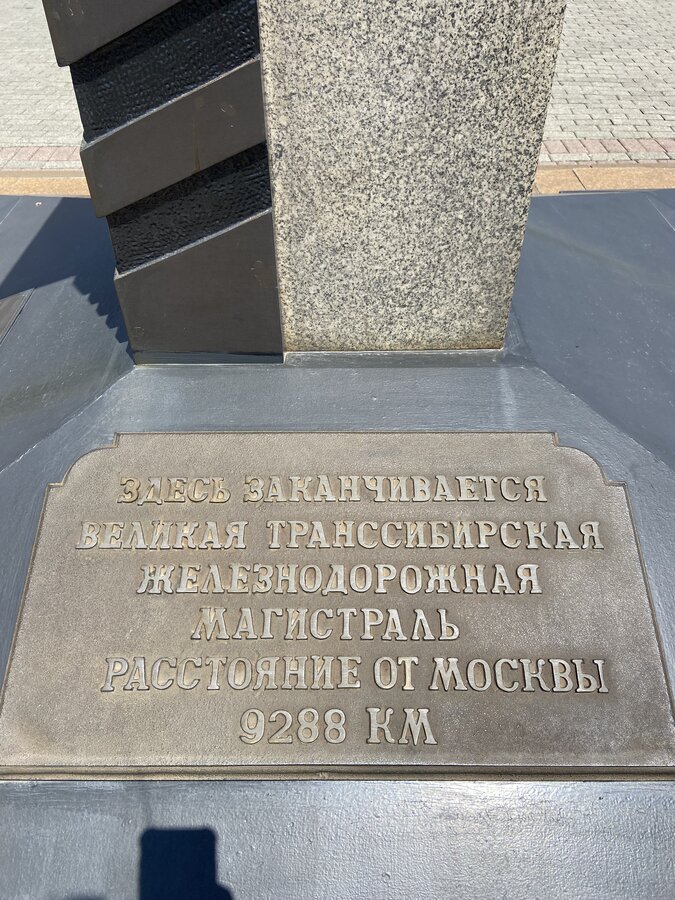 ЗДЕСЬ ЗАКАНЧИВАЕТСЯ
ВЕЛИКАЯ ТРАНССИБИРСКАЯ
ЖЕЛЕЗНОДОРОЖНАЯ
МАГИСТРАЛЬ
РАССТОЯНИЕ ОТ МОСКВЫ
9288 КМ